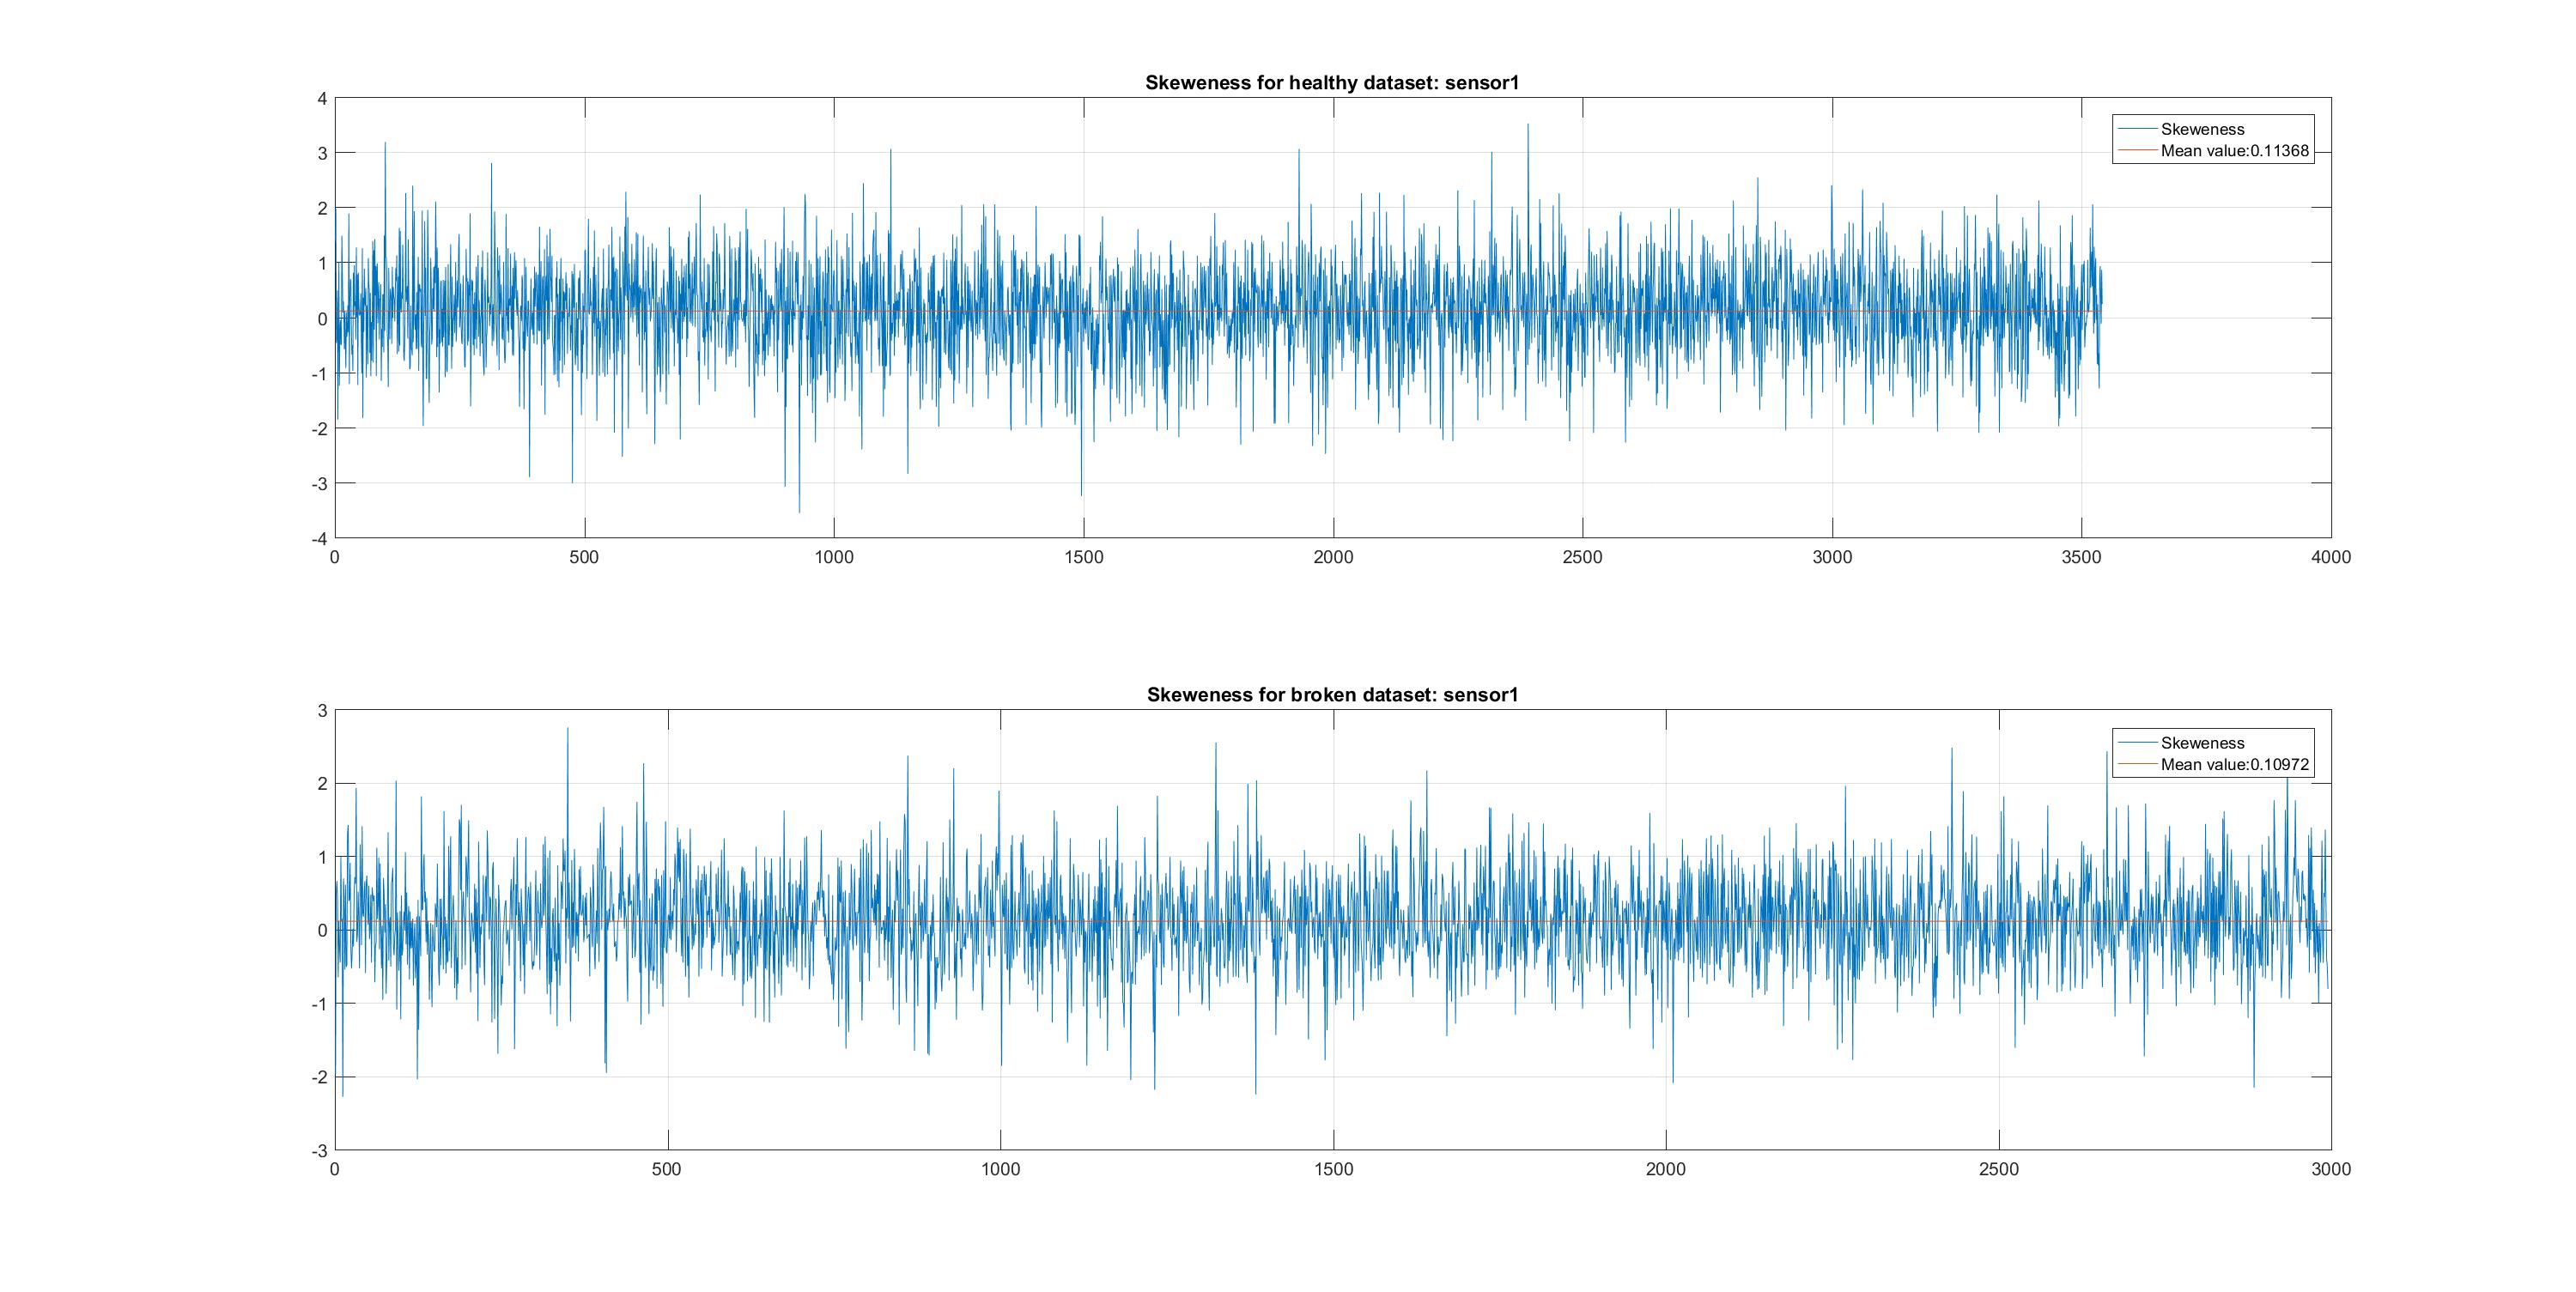 Skeweness for healthy dataset: sensor1
4
3
2
1
0
-1
-2
-3
-4
Skeweness
Mean value:0.11368
0 500 1000 1500 2000 2500 3000 3500 4000
Skeweness for broken dataset: sensor1
3
2
1
0
-1
-2
-3
Skeweness
Mean value:0.10972
0 500 1000 1500 2000 2500 3000